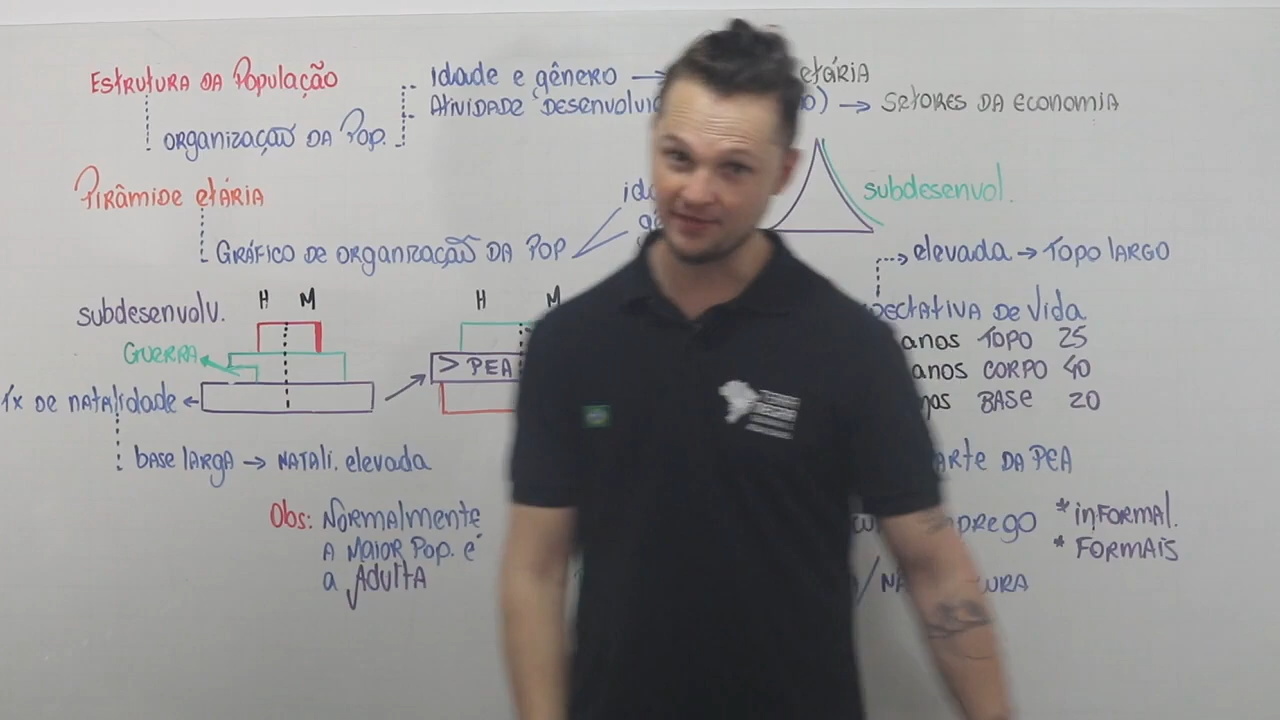 Estrutura da População
Idade e gênero → etária
Atividade desenvolvi o) → setores da economia
organização da Pop.
Pirâmide etária
subdesenvol.
Gráfico de organização da Pop
elevada → Topo largo
H M
H M
subdesenvolv.
de vida
Guerra
anos Topo 25
> PEA
anos corpo 40
Tx de natalidade
Base 20
base larga → natali. elevada
da PEA
Obs: Normalmente
* informal.
a maior Pop. é
* Formais
a Adulta